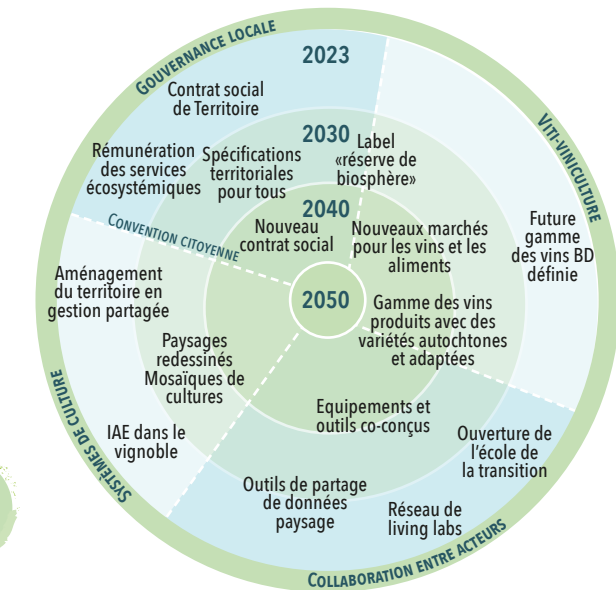 GOUVERNANCE LOCALE
2023
Contrat social
de Territoire
2030
Rémunération
des services
écosystémiques
Spécifications
territoriales
pour tous
2040
Nouveau
contrat social
CONVENTION CITOYENNE
VITI-VINICULTURE
Label
«réserve de
biosphère»
Nouveaux marchés
pour les vins et les
aliments
Future
gamme
des vins BD
définie
2050
Gamme des vins
produits avec des
variétés autochtones
et adaptées
Aménagement
du territoire en
gestion partagée
Paysages
redessinés
Mosaïques de
cultures
IAE dans le
vignoble
SYSTÈMES DE CULTURE
Equipements et
outils co-conçus
Ouverture de
l'école de
la transition
Outils de partage
de données
paysage
Réseau de
living labs
COLLABORATION ENTRE ACTEURS